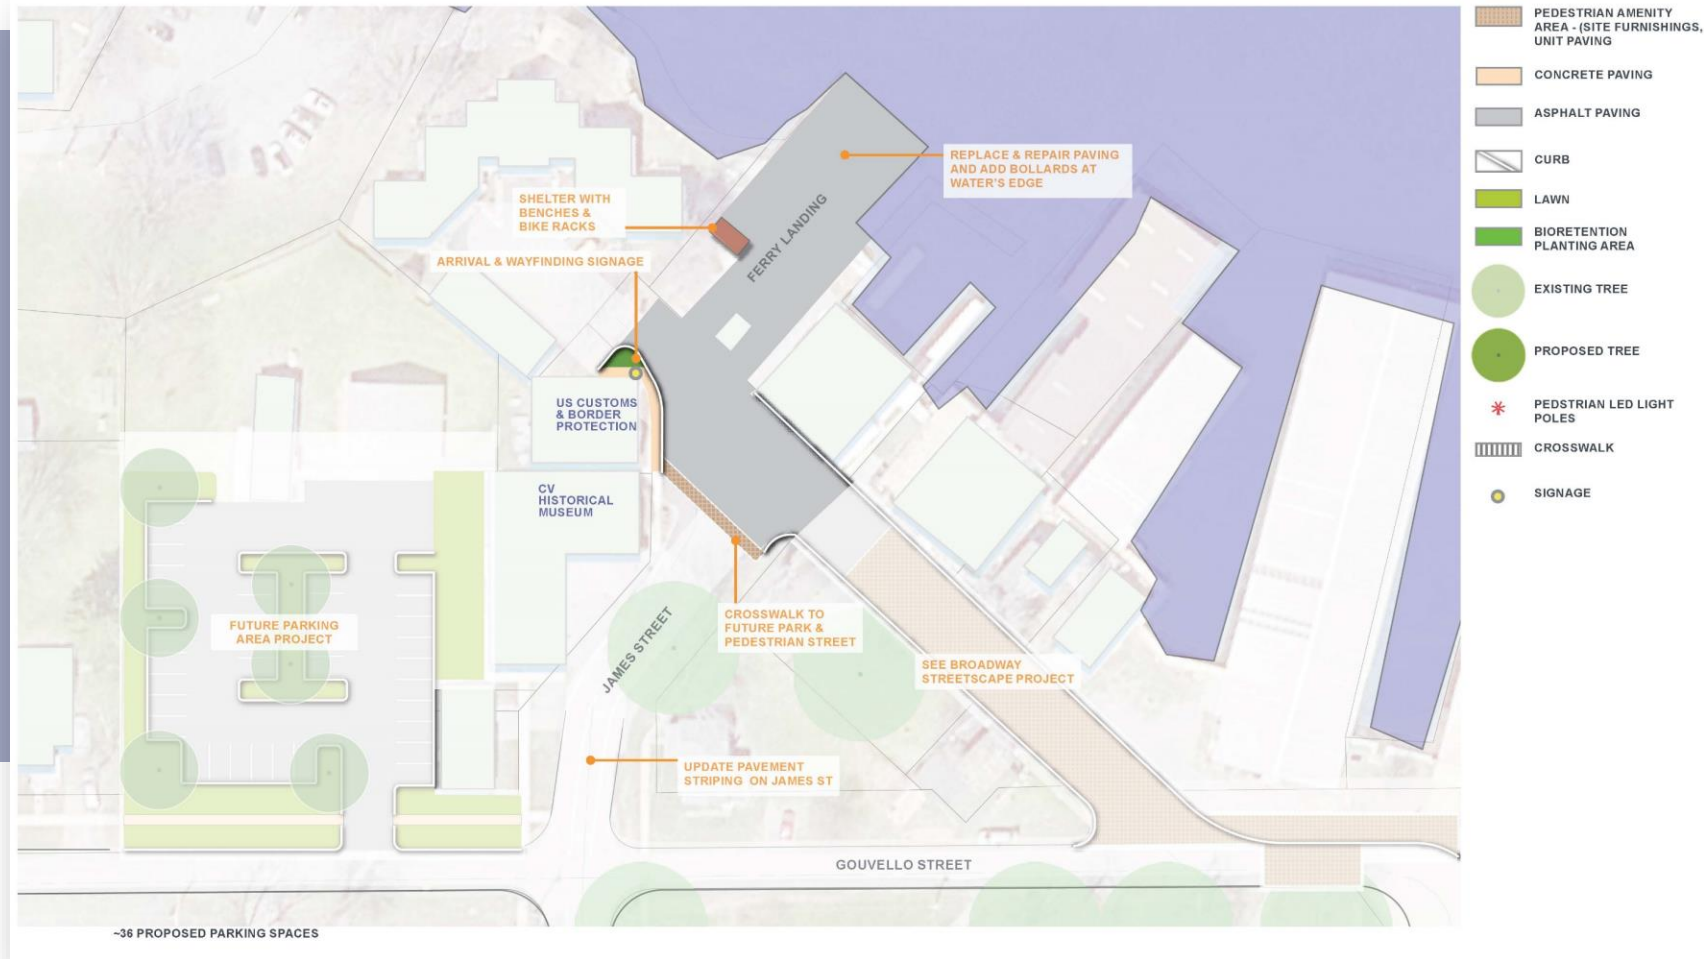 PEDESTRIAN AMENITY
AREA - (SITE FURNISHINGS,
UNIT PAVING
CONCRETE PAVING
ASPHALT PAVING
CURB
LAWN
BIORETENTION
PLANTING AREA
EXISTING TREE
PROPOSED TREE
PEDSTRIAN LED LIGHT
POLES
CROSSWALK
SIGNAGE
REPLACE & REPAIR PAVING
AND ADD BOLLARDS AT
WATER'S EDGE
SHELTER WITH
BENCHES &
BIKE RACKS
FERRY LANDING
ARRIVAL & WAYFINDING SIGNAGE
US CUSTOMS
& BORDER
PROTECTION
CV
HISTORICAL
MUSEUM
FUTURE PARKING
AREA PROJECT
JAMES STREET
CROSSWALK TO
FUTURE PARK &
PEDESTRIAN STREET
SEE BROADWAY
STREETSCAPE PROJECT
UPDATE PAVEMENT
STRIPING ON JAMES ST
GOUVELLO STREET
~36 PROPOSED PARKING SPACES